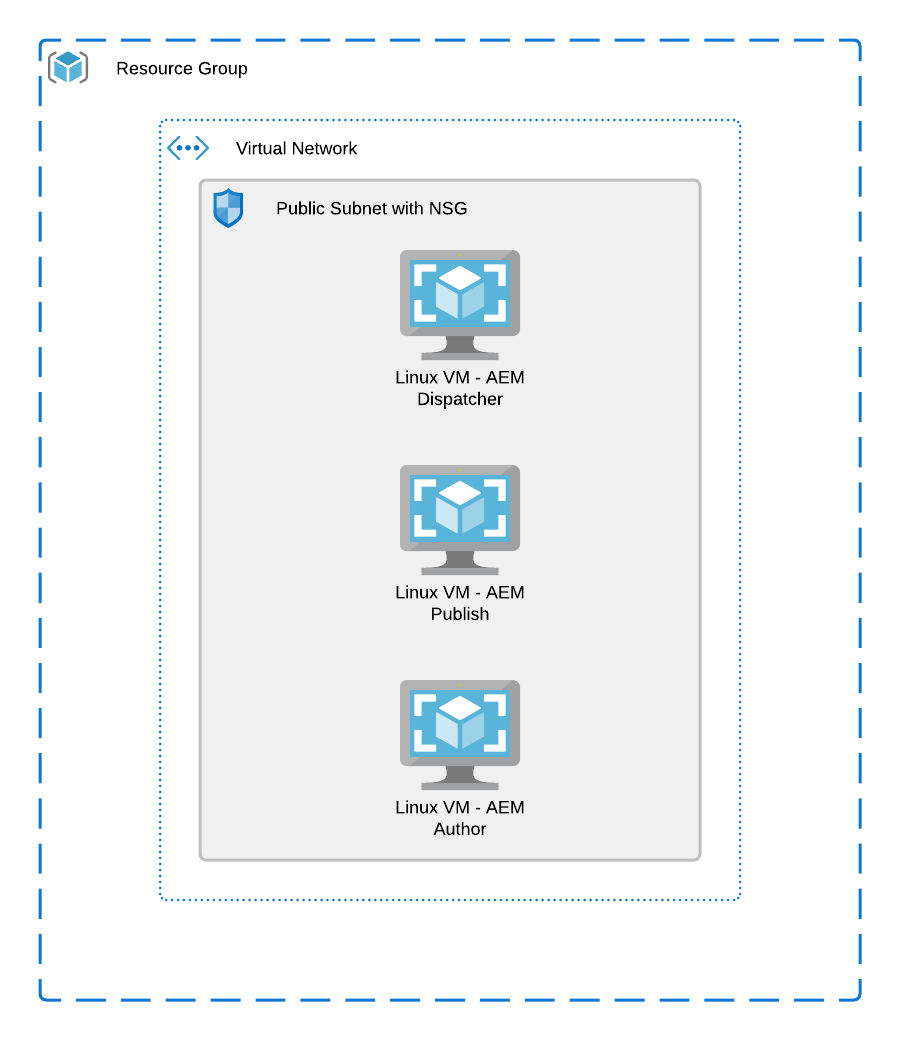 Resource Group
Virtual Network
Public Subnet with NSG
Linux VM - AEM
Dispatcher
Linux VM - AEM
Publish
Linux VM - AEM
Author